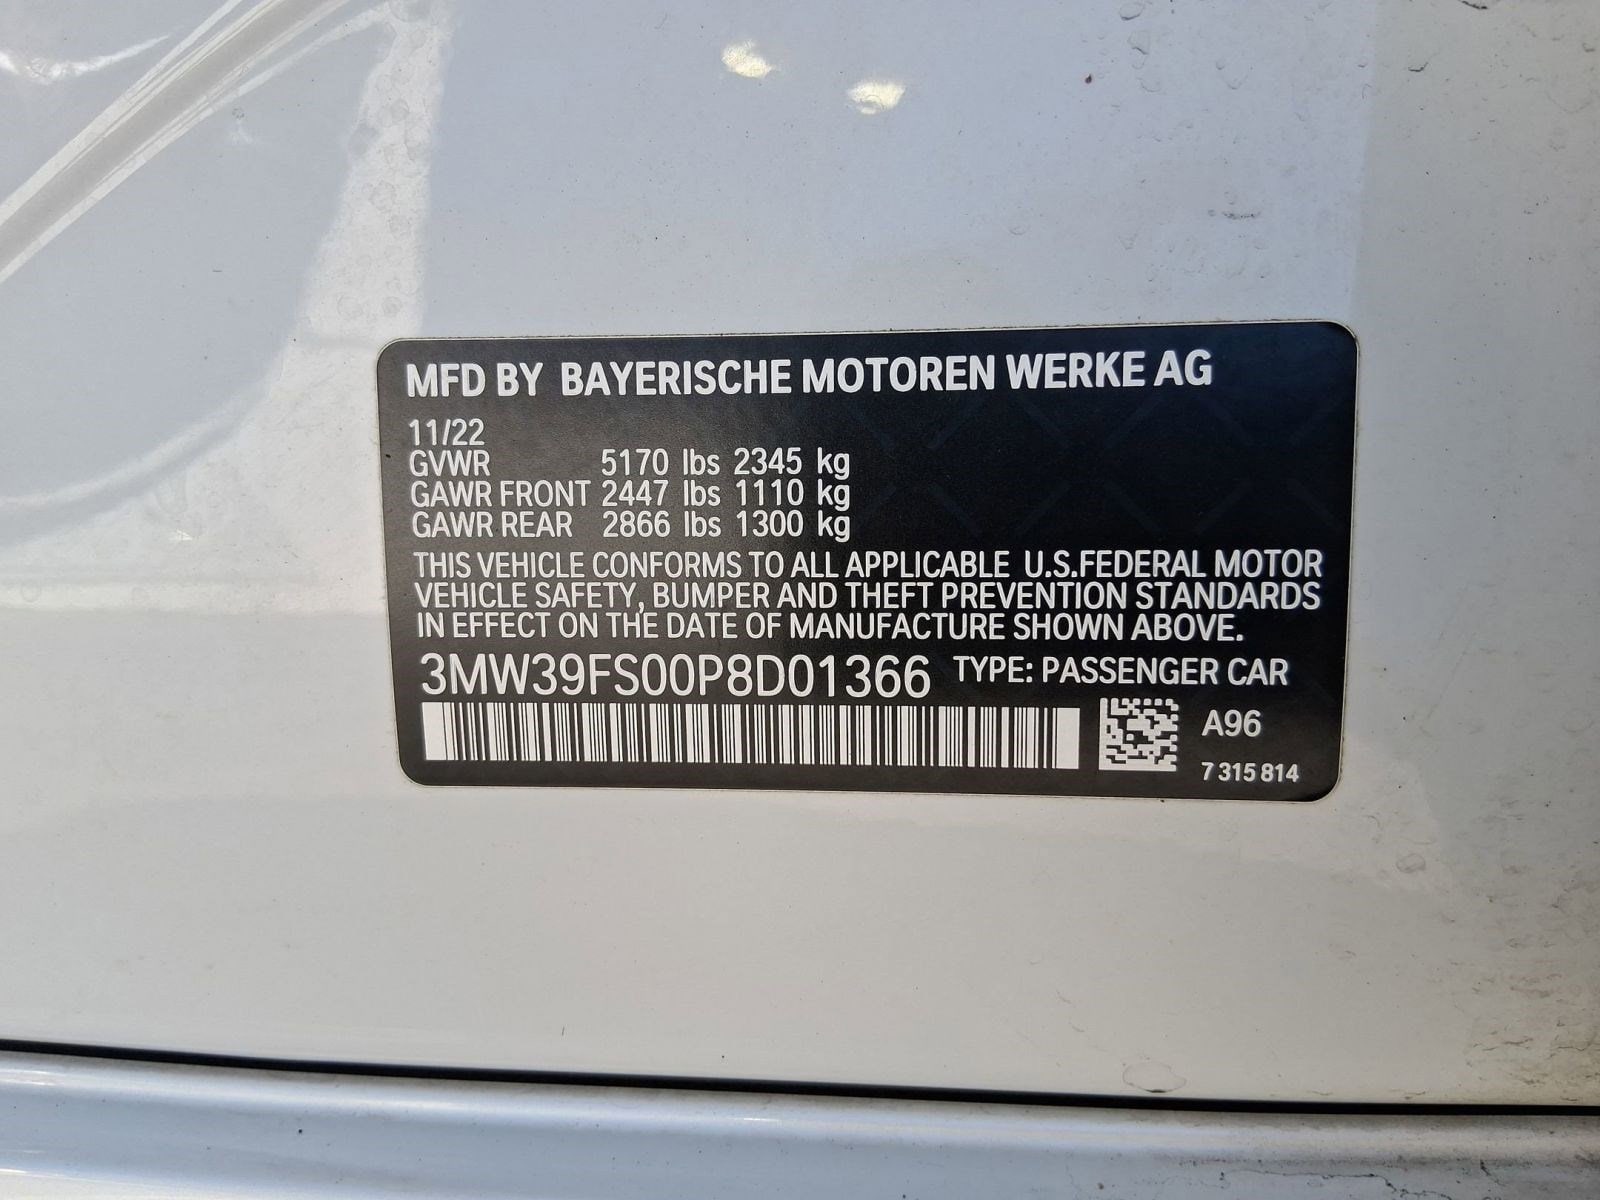 MFD BY BAYERISCHE MOTOREN WERKE AG
11/22
GVWR 5170 lbs 2345 kg
GAWR FRONT 2447 lbs 1110 kg
GAWR REAR 2866 lbs 1300 kg
THIS VEHICLE CONFORMS TO ALL APPLICABLE U.S.FEDERAL MOTOR
VEHICLE SAFETY, BUMPER AND THEFT PREVENTION STANDARDS
IN EFFECT ON THE DATE OF MANUFACTURE SHOWN ABOVE.
3MW39FS00P8D01366 TYPE: PASSENGER CAR
A96
7 315 814